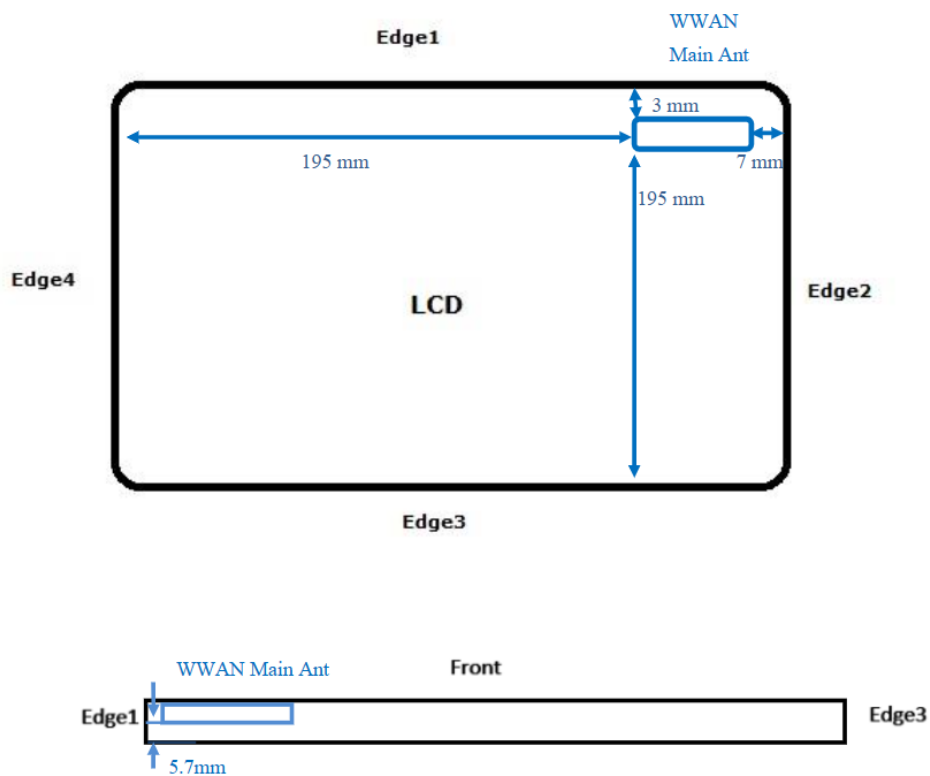 WWAN
Main Ant
Edge1
3 mm
195 mm
7 mm
195 mm
Edge4
Edge2
LCD
Edge3
WWAN Main Ant
Front
Edge1
Edge3
5.7mm